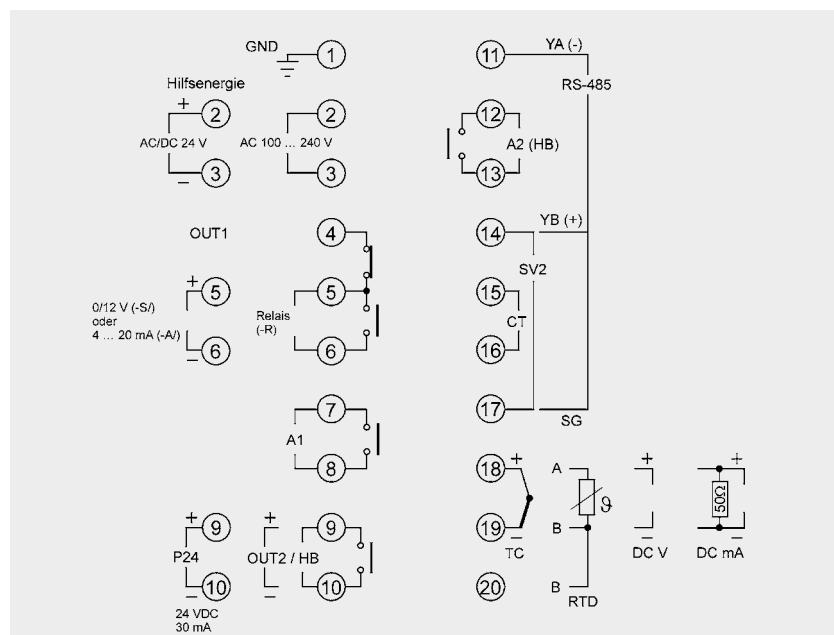 GND
1
Hilfsenergie
+
2
AC/DC 24 V
–
3
2
AC 100 ... 240 V
3
OUT1
4
+
5
0/12 V (-S/)
oder
4 ... 20 mA (-A/)
–
6
5
Relais
(-R)
6
7
A1
8
+
9
P24
–
10
24 VDC
30 mA
+
–
9
OUT2 / HB
10
11
YA (-)
RS-485
12
A2 (HB)
13
14
YB (+)
SV2
15
CT
16
17
SG
18
+
19
–
TC
20
A
B
B
ϑ
RTD
+
–
DC V
+
50Ω
–
DC mA